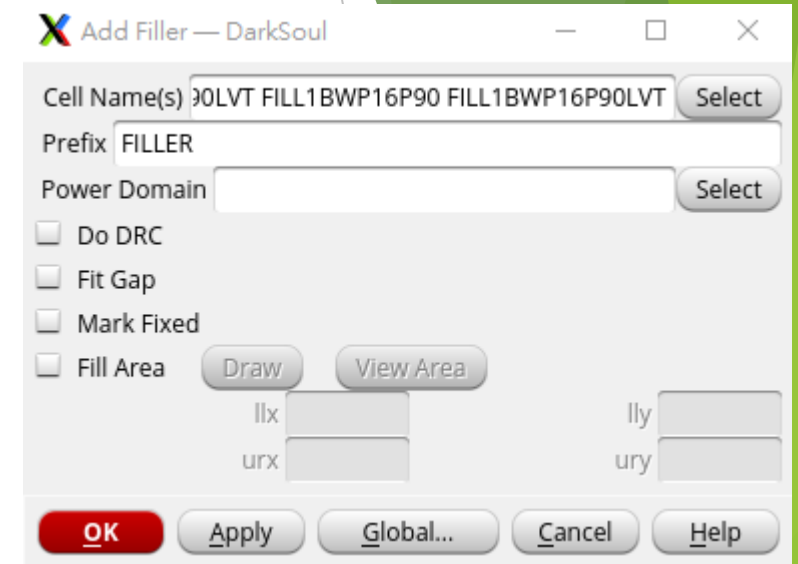 Add Filler — DarkSoul
Cell Name(s) 90LVT FILL1BWP16P90 FILL1BWP16P90LVT Select
Prefix FILLER
Power Domain Select
Do DRC
Fit Gap
Mark Fixed
Fill Area Draw View Area
llx lly
urx ury
OK Apply Global... Cancel Help